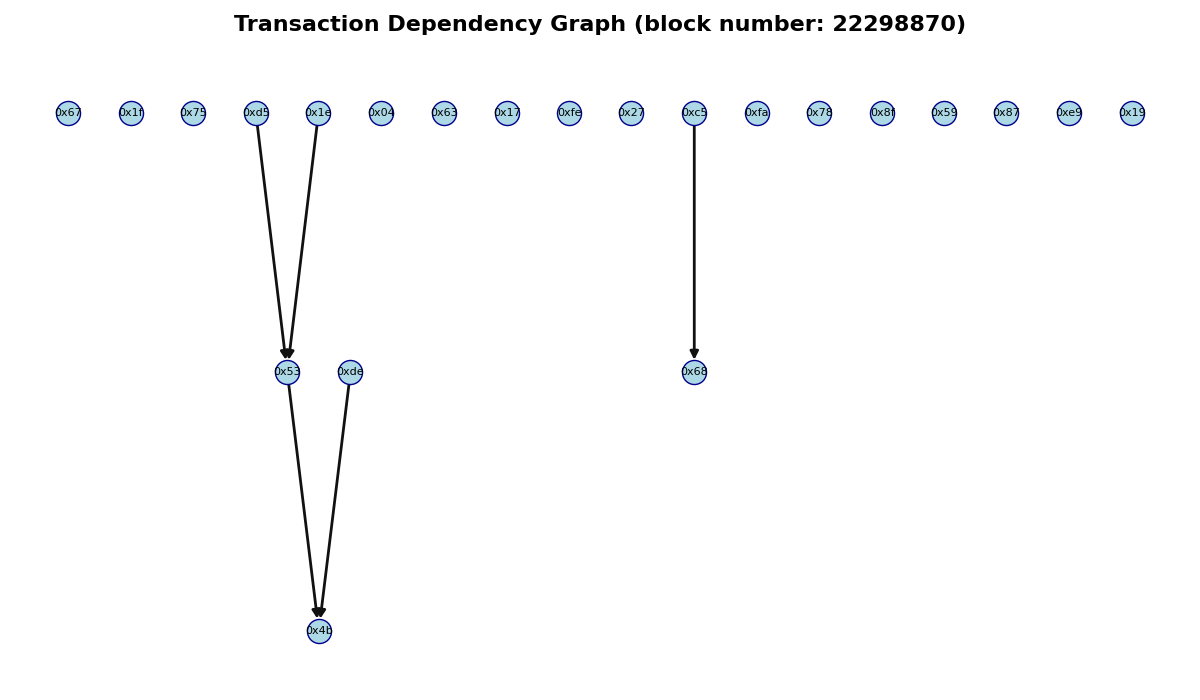 Transaction Dependency Graph (block number: 22298870)
0x67 0x1f 0x75 0xd5 0x1e 0x04 0x63 0x17 0xfe 0x27 0xc5 0xfa 0x78 0x8f 0x59 0x87 0xe9 0x19
0x53 0xde 0x68
0x4b